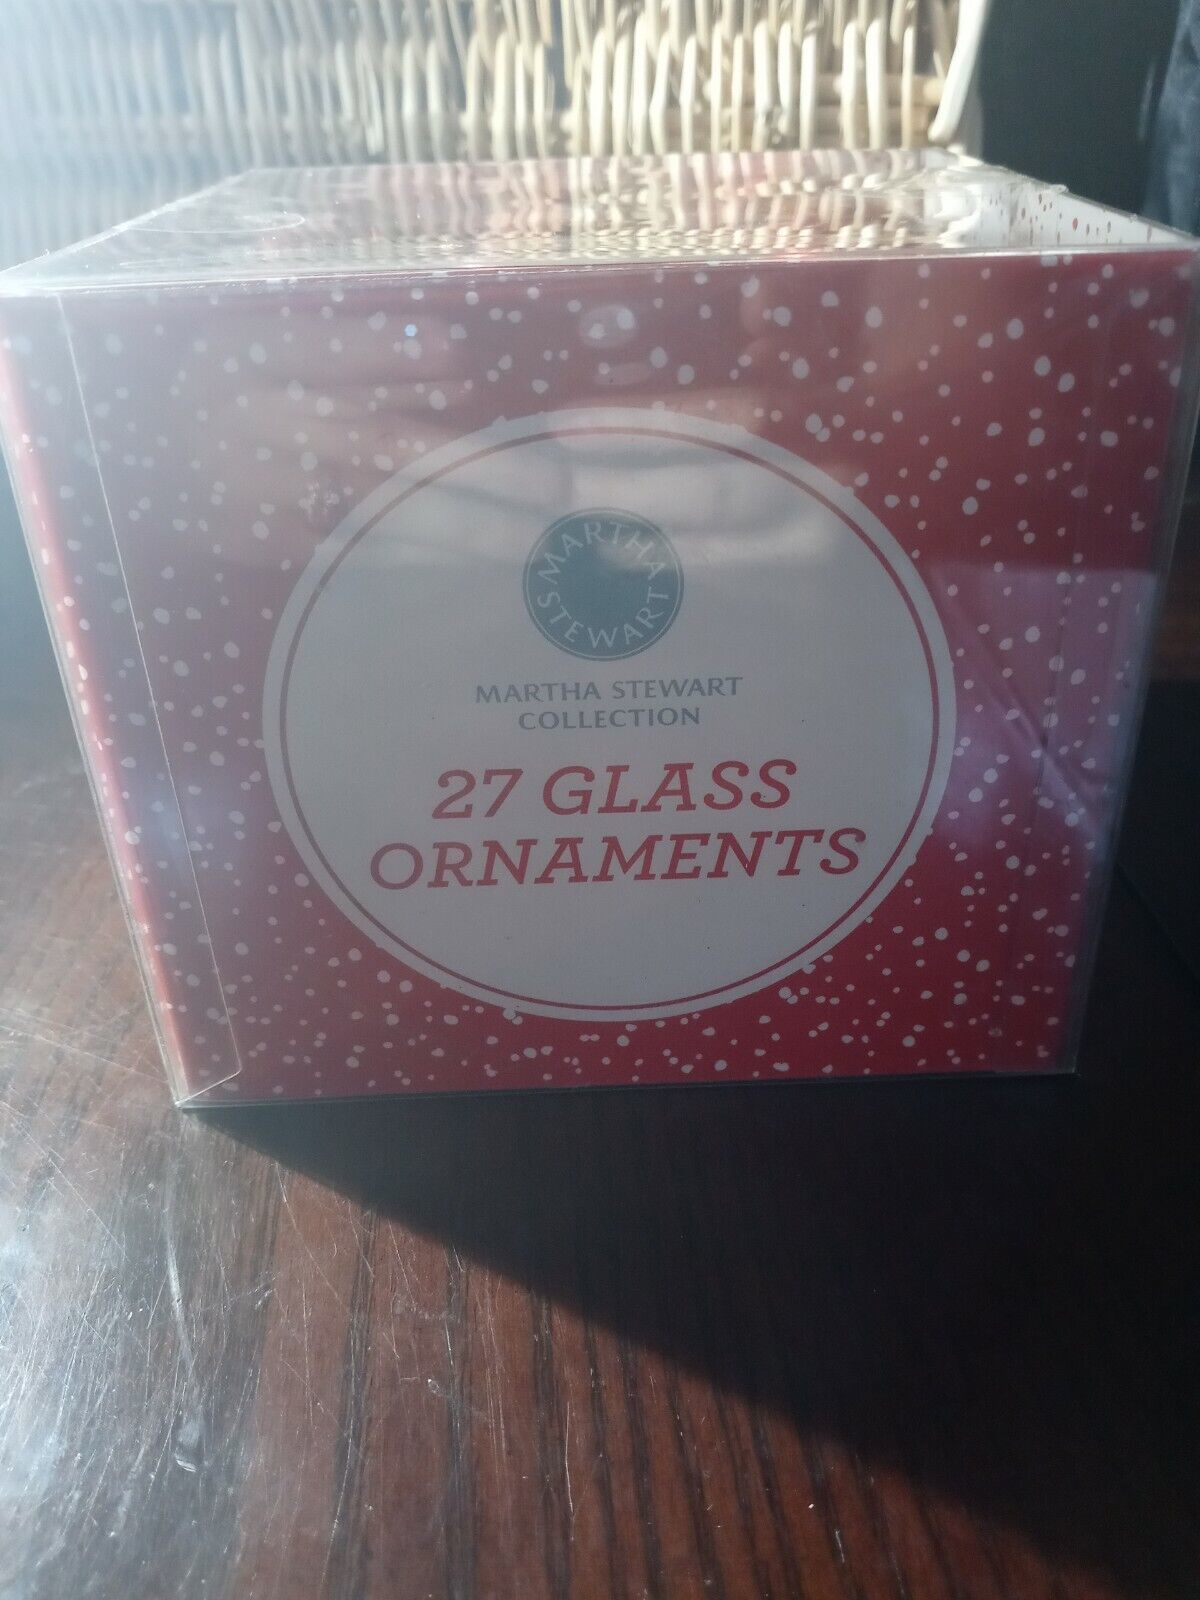 MARTHA
STEWART
MARTHA STEWART
COLLECTION
27 GLASS
ORNAMENTS